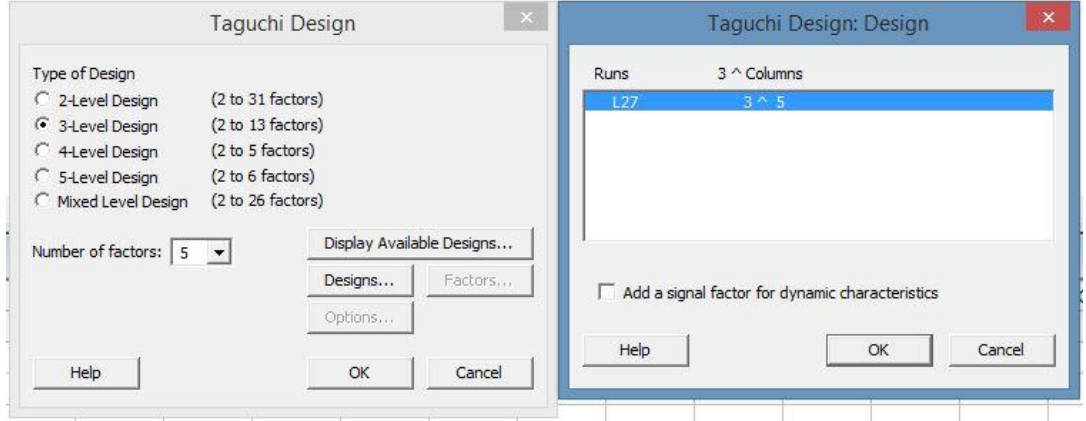 Taguchi Design
Type of Design
2-Level Design (2 to 31 factors)
3-Level Design (2 to 13 factors)
4-Level Design (2 to 5 factors)
5-Level Design (2 to 6 factors)
Mixed Level Design (2 to 26 factors)
Number of factors: 5
Display Available Designs...
Designs... Factors...
Options...
Help OK Cancel
Taguchi Design: Design
Runs 3 ^ Columns
L27 3 ^ 5
Add a signal factor for dynamic characteristics
Help OK Cancel